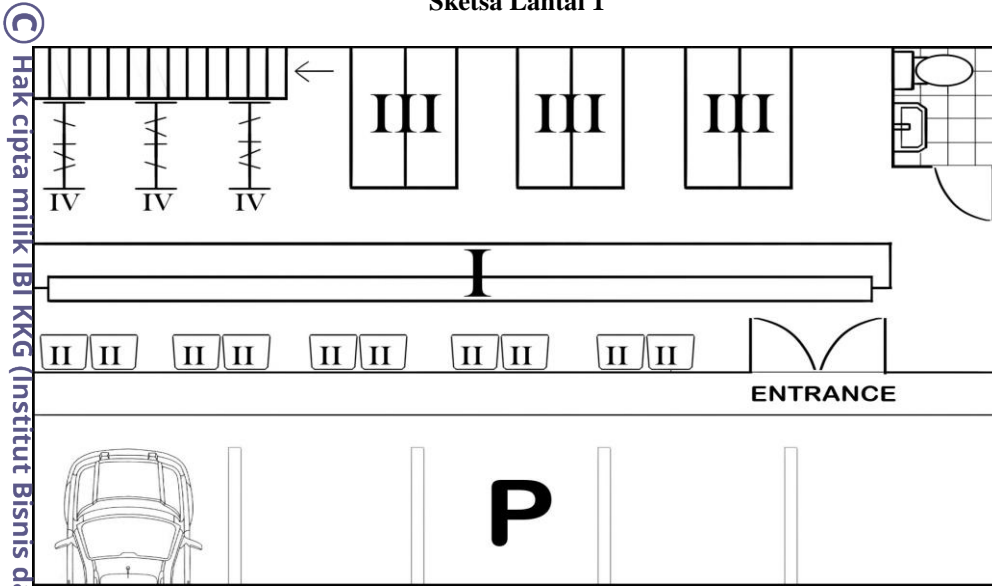 Sketsa Lantai 1
© Hak cipta milik IBI KKG (Institut Bisnis d
III III III
IV IV IV
I
II II II II II II II II II II
ENTRANCE
P